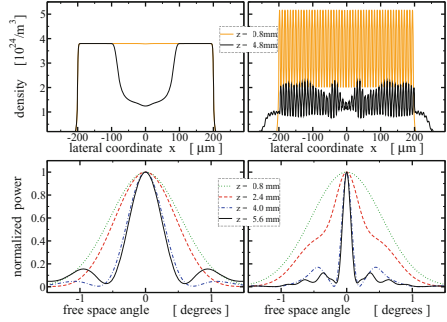 density [10^24/m^3]
5
4
3
2
1
z = 0.8mm
z = 4.8mm
-200 -100 0 100 200
-200 -100 0 100 200
lateral coordinate x [ μm]
lateral coordinate x [ μm]
normalized power
1
0.8
0.6
0.4
0.2
0
z = 0.8 mm
z = 2.4 mm
z = 4.0 mm
z = 5.6 mm
-1 0 1
-1 0 1
free space angle [ degrees]
free space angle [ degrees]